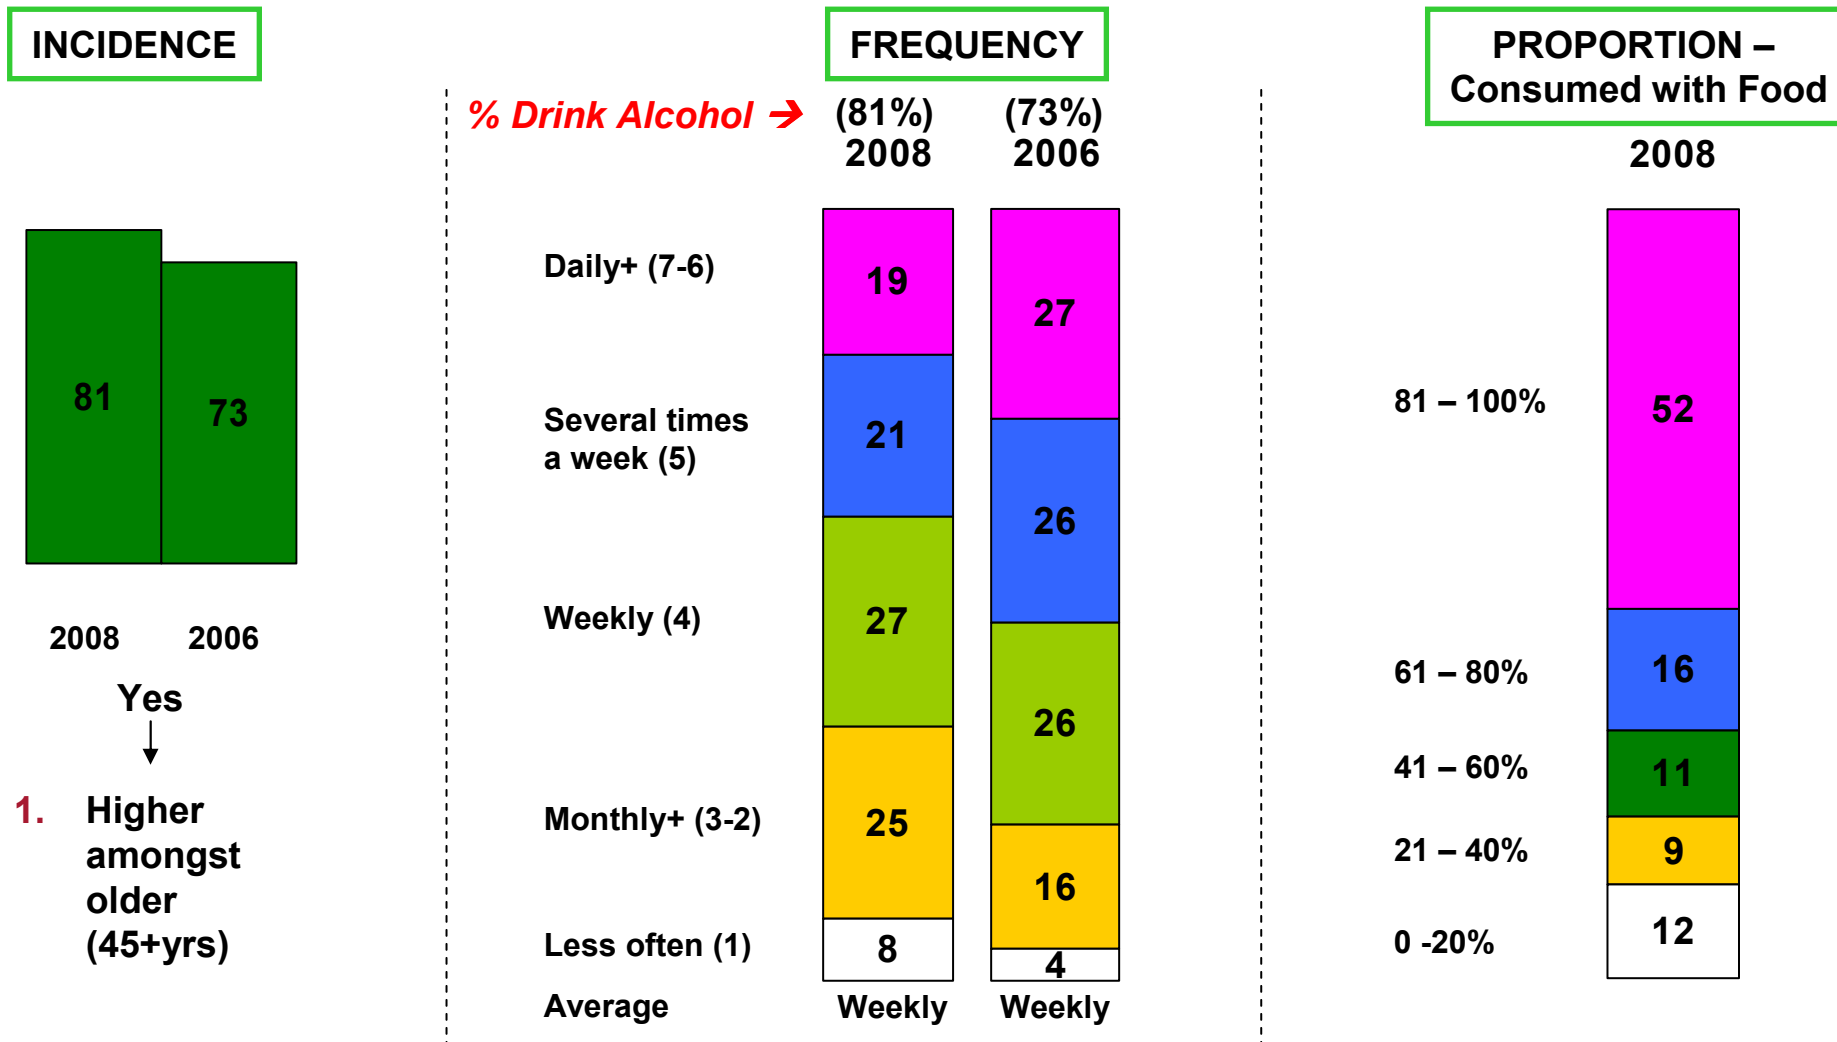 INCIDENCE
81
73
2008 2006
Yes
1. Higher
amongst
older
(45+yrs)
FREQUENCY
% Drink Alcohol → (81%) (73%)
2008 2006
Daily+ (7-6)
19
27
Several times
a week (5)
21
26
Weekly (4)
27
26
Monthly+ (3-2)
25
16
Less often (1)
8
4
Average Weekly Weekly
PROPORTION –
Consumed with Food
2008
81 – 100% 52
61 – 80% 16
41 – 60% 11
21 – 40% 9
0 -20% 12